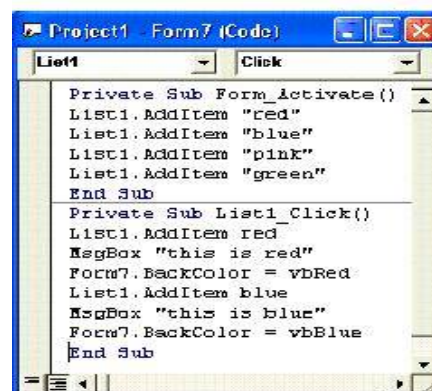 Project1 - Form7 (Code)
List1 Click
Private Sub Form_Activate()
List1.AddItem "red"
List1.AddItem "blue"
List1.AddItem "pink"
List1.AddItem "green"
End Sub
Private Sub List1_Click()
List1.AddItem red
MsgBox "this is red"
Form7.BackColor = vbRed
List1.AddItem blue
MsgBox "this is blue"
Form7.BackColor = vbBlue
End Sub